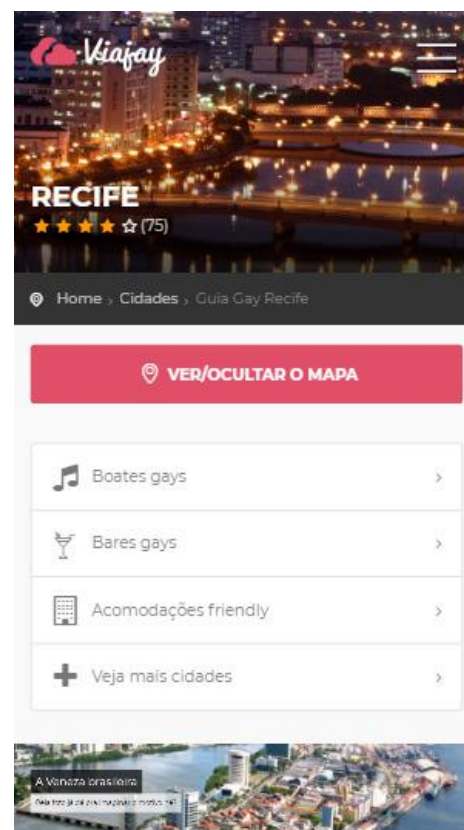 Viajay
RECIFE
(75)
Home › Cidades › Guia Gay Recife
VER/OCULTAR O MAPA
Boates gays
Bares gays
Acomodações friendly
Veja mais cidades
A Veneza brasileira